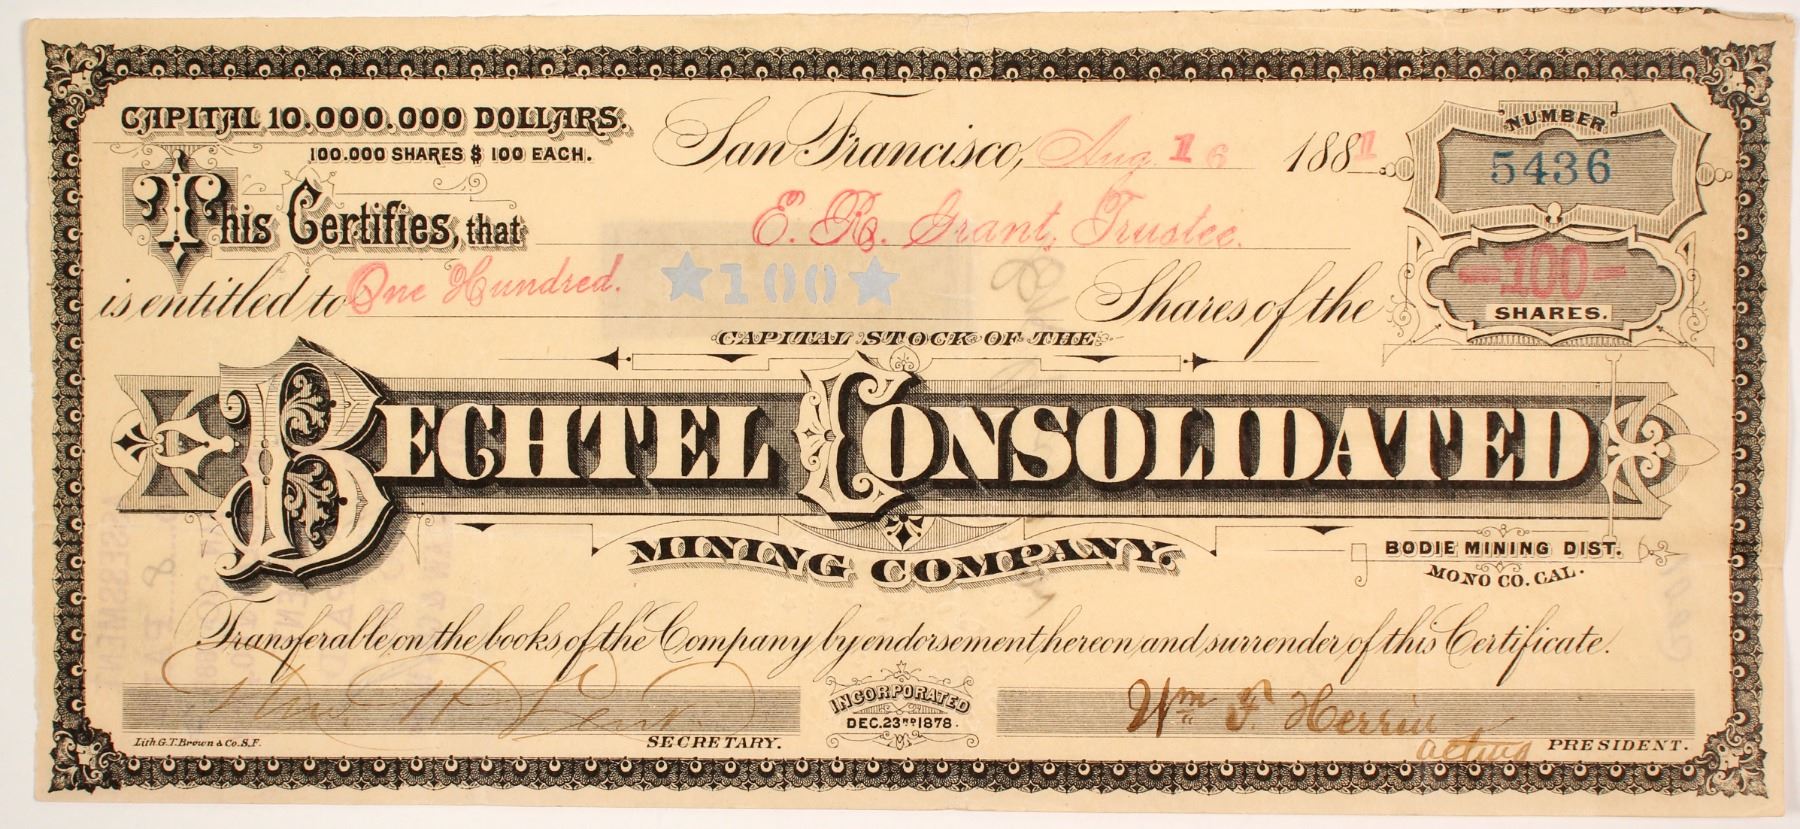 CAPITAL 10.000.000 DOLLARS.
100.000 SHARES $ 100 EACH.
San Francisco, Aug 16 1881
NUMBER
5436
This Certifies, that E. R. Grant, Trustee.
is entitled to One Hundred. ★100★ Shares of the
—100—
SHARES.
CAPITAL STOCK OF THE
BECHTEL CONSOLIDATED
MINING COMPANY.
BODIE MINING DIST.
MONO CO. CAL.
Transferable on the books of the Company by endorsement hereon and surrender of this Certificate.
Wm. H. Lent
SECRETARY.
INCORPORATED
DEC. 23RD 1878.
Wm F. Herrin
acting PRESIDENT.
Lith. G.T. Brown & Co. S.F.